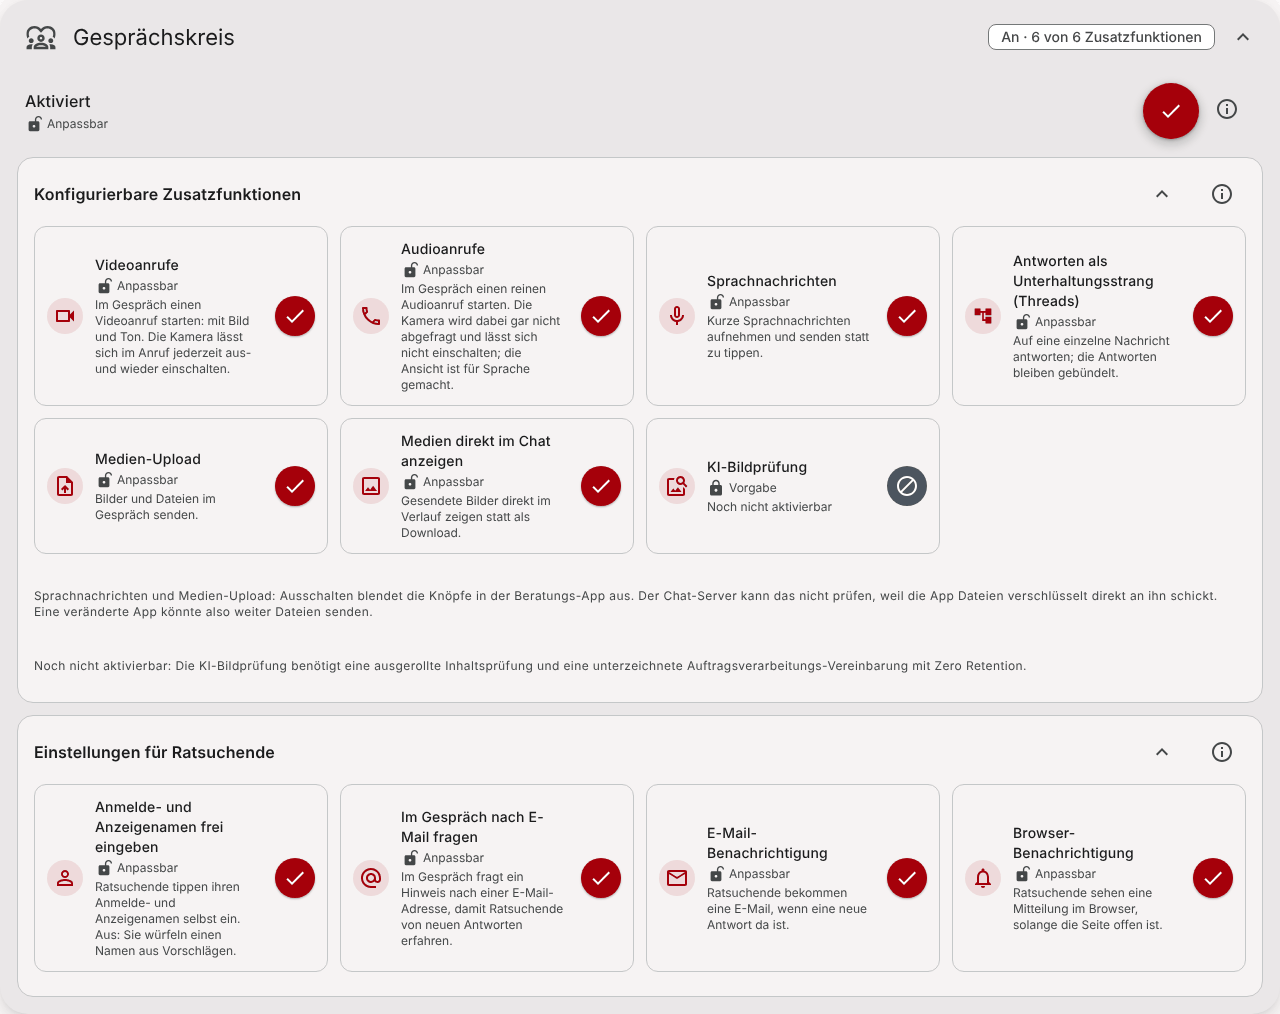 Gesprächskreis
An · 6 von 6 Zusatzfunktionen
Aktiviert
Anpassbar
Konfigurierbare Zusatzfunktionen
Videoanrufe
Anpassbar
Im Gespräch einen
Videoanruf starten: mit Bild
und Ton. Die Kamera lässt
sich im Anruf jederzeit aus-
und wieder einschalten.
Audioanrufe
Anpassbar
Im Gespräch einen reinen
Audioanruf starten. Die
Kamera wird dabei gar nicht
abgefragt und lässt sich
nicht einschalten; die
Ansicht ist für Sprache
gemacht.
Sprachnachrichten
Anpassbar
Kurze Sprachnachrichten
aufnehmen und senden statt
zu tippen.
Antworten als
Unterhaltungsstrang
(Threads)
Anpassbar
Auf eine einzelne Nachricht
antworten; die Antworten
bleiben gebündelt.
Medien-Upload
Anpassbar
Bilder und Dateien im
Gespräch senden.
Medien direkt im Chat
anzeigen
Anpassbar
Gesendete Bilder direkt im
Verlauf zeigen statt als
Download.
KI-Bildprüfung
Vorgabe
Noch nicht aktivierbar
Sprachnachrichten und Medien-Upload: Ausschalten blendet die Knöpfe in der Beratungs-App aus. Der Chat-Server kann das nicht prüfen, weil die App Dateien verschlüsselt direkt an ihn schickt.
Eine veränderte App könnte also weiter Dateien senden.
Noch nicht aktivierbar: Die KI-Bildprüfung benötigt eine ausgerollte Inhaltsprüfung und eine unterzeichnete Auftragsverarbeitungs-Vereinbarung mit Zero Retention.
Einstellungen für Ratsuchende
Anmelde- und
Anzeigenamen frei
eingeben
Anpassbar
Ratsuchende tippen ihren
Anmelde- und
Anzeigenamen selbst ein.
Aus: Sie würfeln einen
Namen aus Vorschlägen.
Im Gespräch nach E-
Mail fragen
Anpassbar
Im Gespräch fragt ein
Hinweis nach einer E-Mail-
Adresse, damit Ratsuchende
von neuen Antworten
erfahren.
E-Mail-
Benachrichtigung
Anpassbar
Ratsuchende bekommen
eine E-Mail, wenn eine neue
Antwort da ist.
Browser-
Benachrichtigung
Anpassbar
Ratsuchende sehen eine
Mitteilung im Browser,
solange die Seite offen ist.